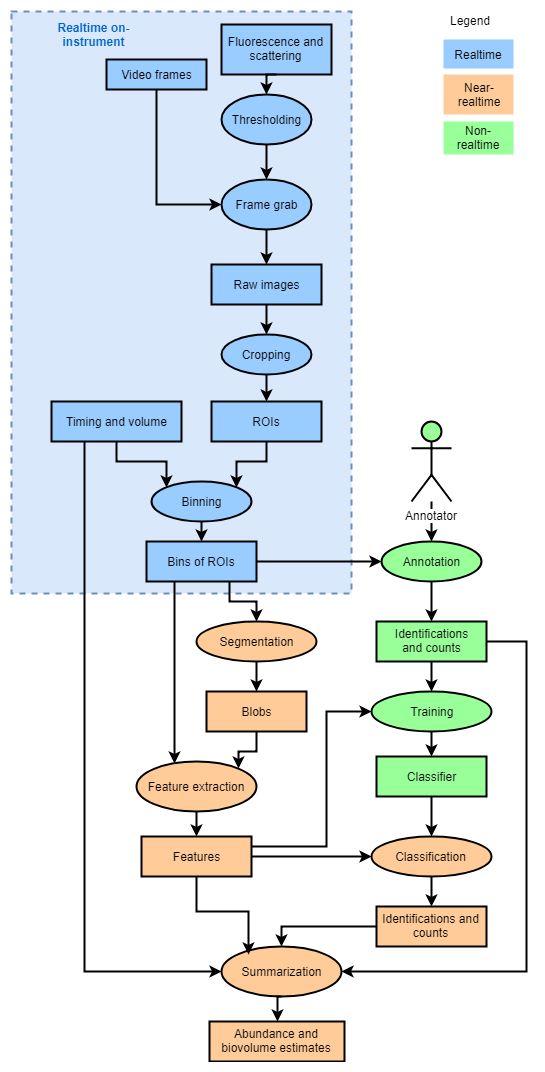 Realtime on-
instrument
Legend
Fluorescence and
scattering
Realtime
Video frames
Near-
realtime
Thresholding
Non-
realtime
Frame grab
Raw images
Cropping
Timing and volume
ROIs
Binning
Annotator
Bins of ROIs
Annotation
Segmentation
Identifications
and counts
Blobs
Training
Feature extraction
Classifier
Features
Classification
Identifications and
counts
Summarization
Abundance and
biovolume estimates